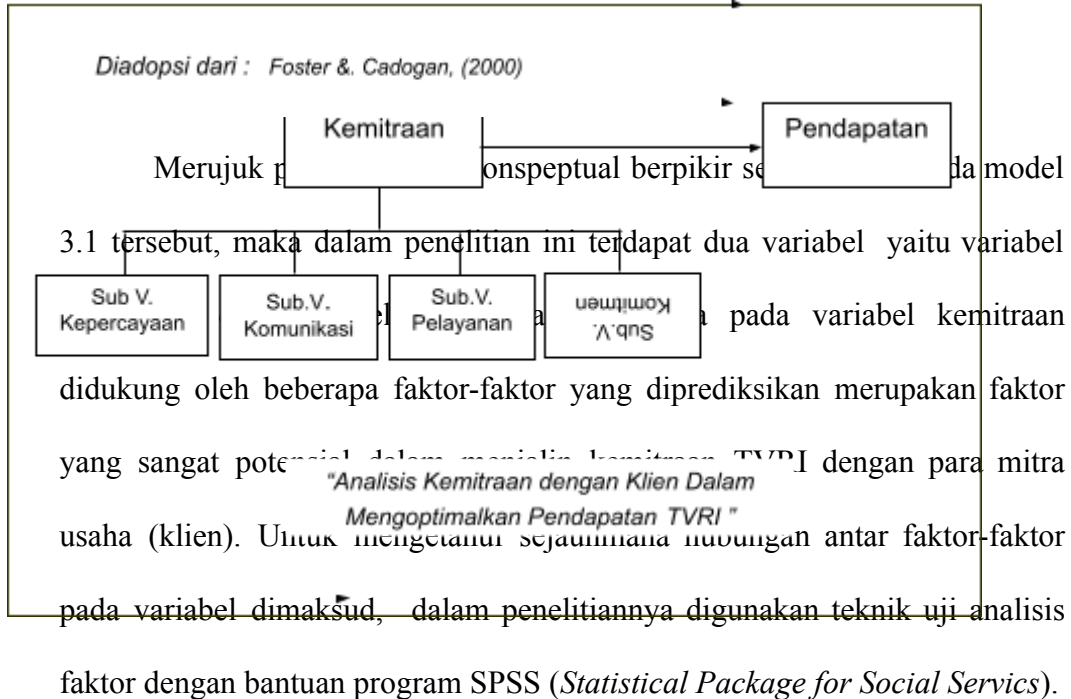 Diadopsi dari : Foster &. Cadogan, (2000)
Kemitraan
Pendapatan
Merujuk onspeptual berpikir model
3.1 tersebut, maka dalam penelitian ini terdapat dua variabel yaitu variabel
Sub V.
Kepercayaan
Sub.V.
Komunikasi
Sub.V.
Pelayanan
Sub.V.
Komitmen
pada variabel kemitraan
didukung oleh beberapa faktor-faktor yang diprediksikan merupakan faktor
yang sangat dengan para mitra
"Analisis Kemitraan dengan Klien Dalam
Mengoptimalkan Pendapatan TVRI "
usaha (klien). Untuk mengetahui sejauhmana hubungan antar faktor-faktor
pada variabel dimaksud, dalam penelitiannya digunakan teknik uji analisis
faktor dengan bantuan program SPSS (Statistical Package for Social Servics).